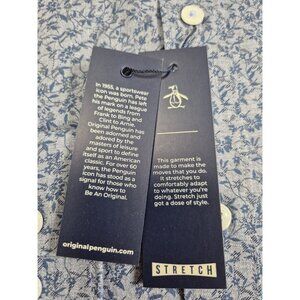 In 1955, a sportswear
icon was born. Pete
the Penguin has left
his mark on a league
of legends from
Frank to Bing and
Clint to Arnie.
Original Penguin has
been adorned and
adored by the
masters of leisure
and sport to define
itself as an American
classic. For over 60
years, the Penguin
Icon has stood as a
signal for those who
know how to
Be An Original.
originalpenguin.com
This garment is
made to make the
moves that you do.
It stretches to
comfortably adapt
to whatever you're
doing. Stretch just
got a dose of style.
STRETCH